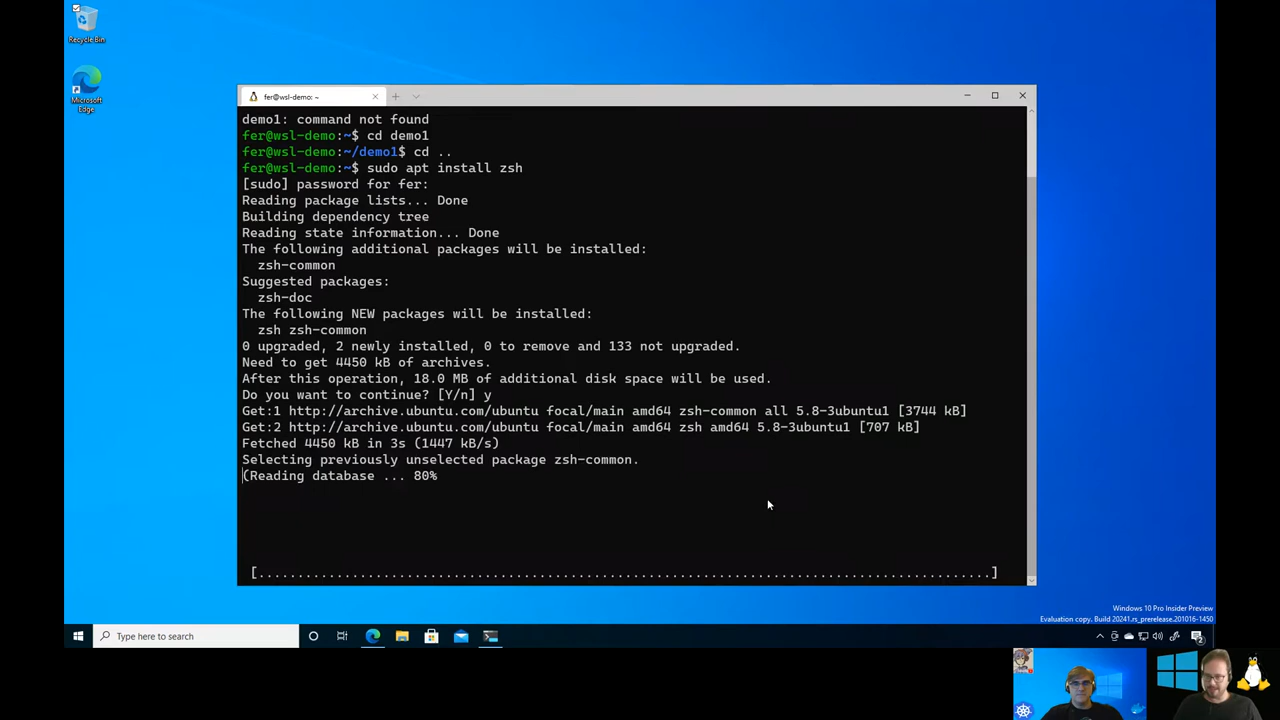 Recycle Bin
Microsoft
Edge
fer@wsl-demo: ~
demo1: command not found
fer@wsl-demo:~$ cd demo1
fer@wsl-demo:~/demo1$ cd ..
fer@wsl-demo:~$ sudo apt install zsh
[sudo] password for fer:
Reading package lists... Done
Building dependency tree
Reading state information... Done
The following additional packages will be installed:
  zsh-common
Suggested packages:
  zsh-doc
The following NEW packages will be installed:
  zsh zsh-common
0 upgraded, 2 newly installed, 0 to remove and 133 not upgraded.
Need to get 4450 kB of archives.
After this operation, 18.0 MB of additional disk space will be used.
Do you want to continue? [Y/n] y
Get:1 http://archive.ubuntu.com/ubuntu focal/main amd64 zsh-common all 5.8-3ubuntu1 [3744 kB]
Get:2 http://archive.ubuntu.com/ubuntu focal/main amd64 zsh amd64 5.8-3ubuntu1 [707 kB]
Fetched 4450 kB in 3s (1447 kB/s)
Selecting previously unselected package zsh-common.
(Reading database ... 80%
[..............................................................................................]
Windows 10 Pro Insider Preview
Evaluation copy. Build 20241.rs_prerelease.201016-1450
Type here to search
2